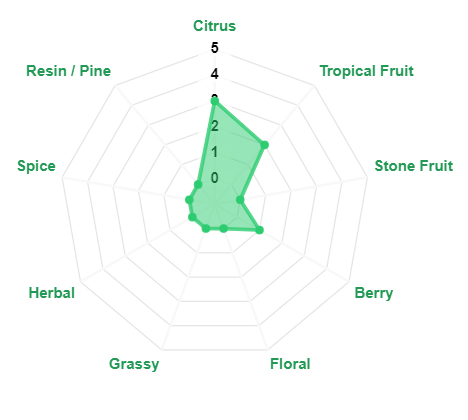 Citrus
5
Resin / Pine
Tropical Fruit
4
3
2
1
Spice
Stone Fruit
0
Herbal
Berry
Grassy
Floral